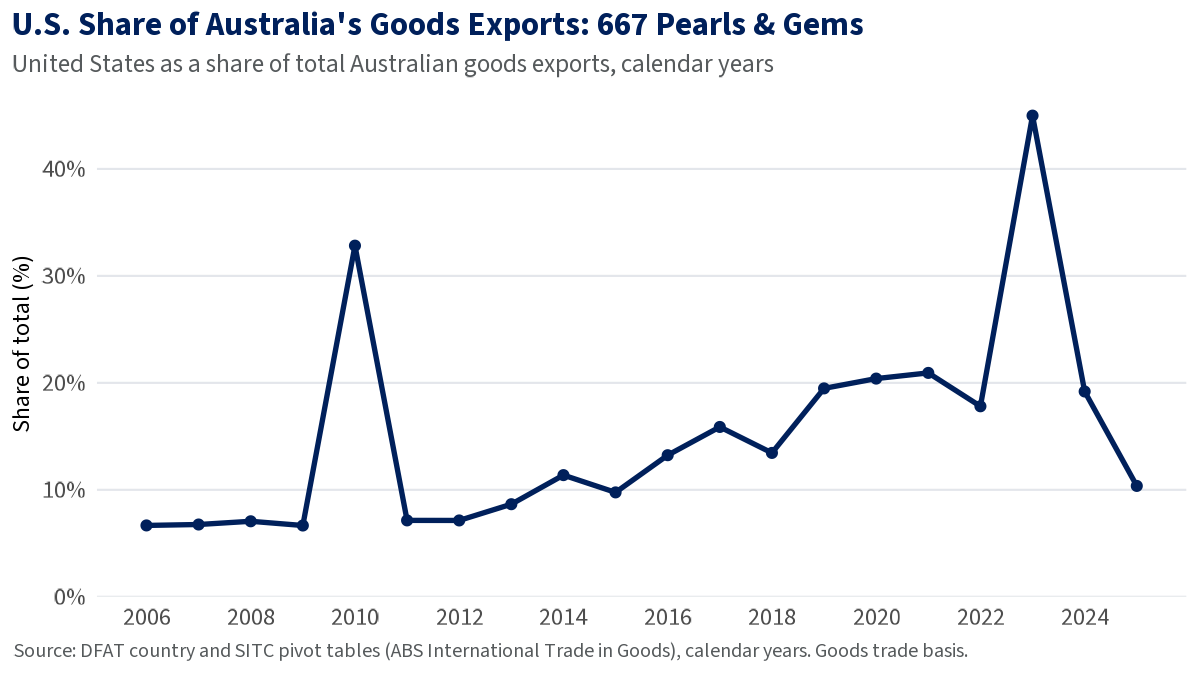 U.S. Share of Australia's Goods Exports: 667 Pearls & Gems
United States as a share of total Australian goods exports, calendar years
Share of total (%)
40%
30%
20%
10%
0%
2006 2008 2010 2012 2014 2016 2018 2020 2022 2024
Source: DFAT country and SITC pivot tables (ABS International Trade in Goods), calendar years. Goods trade basis.